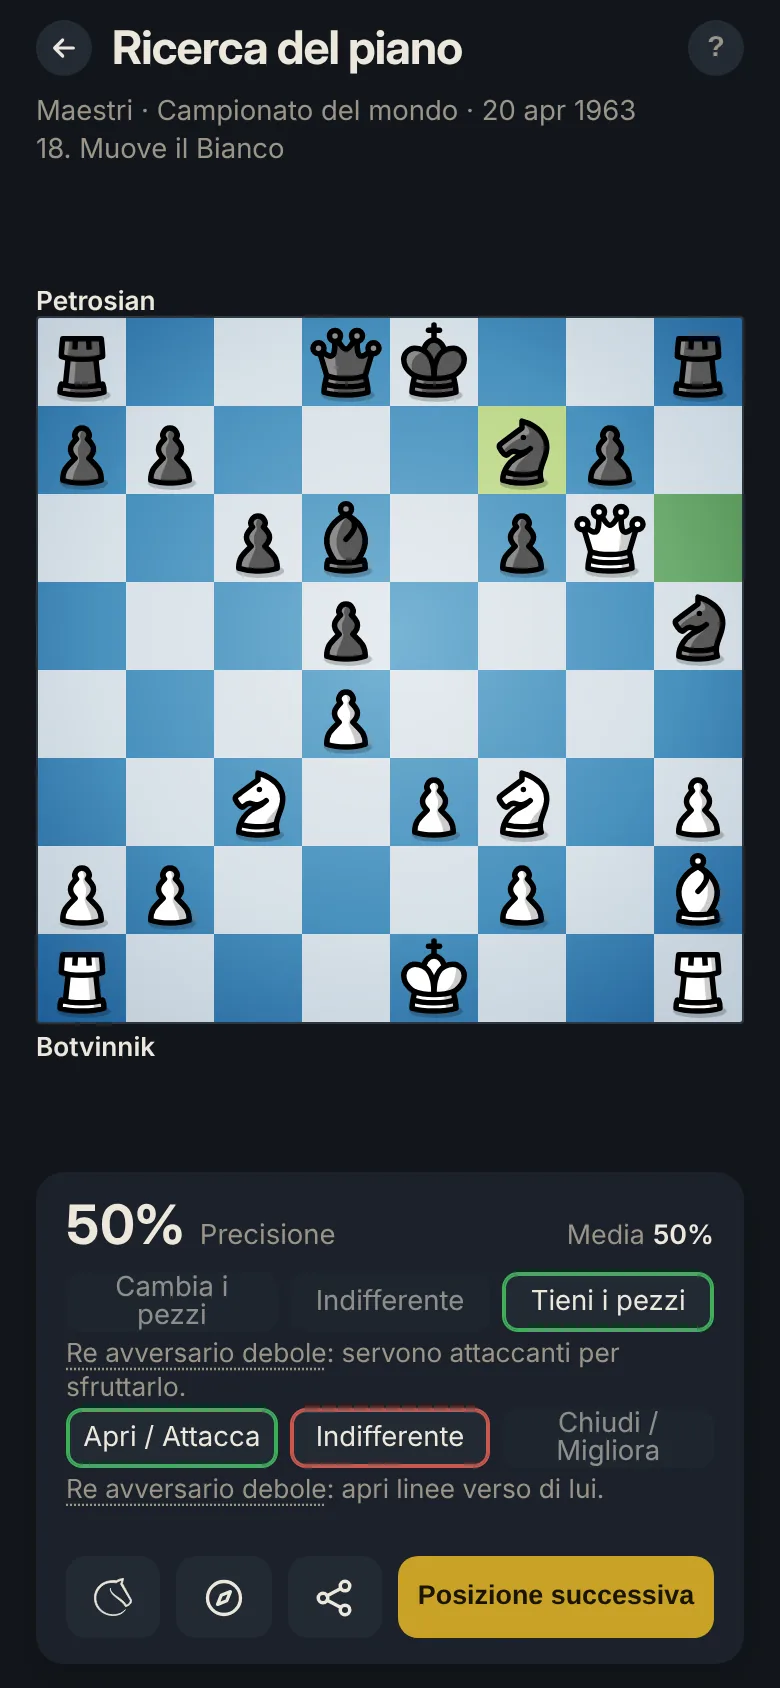 Ricerca del piano
?
Maestri · Campionato del mondo · 20 apr 1963
18. Muove il Bianco
Petrosian
Botvinnik
50% Precisione
Media 50%
Cambia i
pezzi
Indifferente
Tieni i pezzi
Re avversario debole: servono attaccanti per
sfruttarlo.
Apri / Attacca
Indifferente
Chiudi /
Migliora
Re avversario debole: apri linee verso di lui.
Posizione successiva